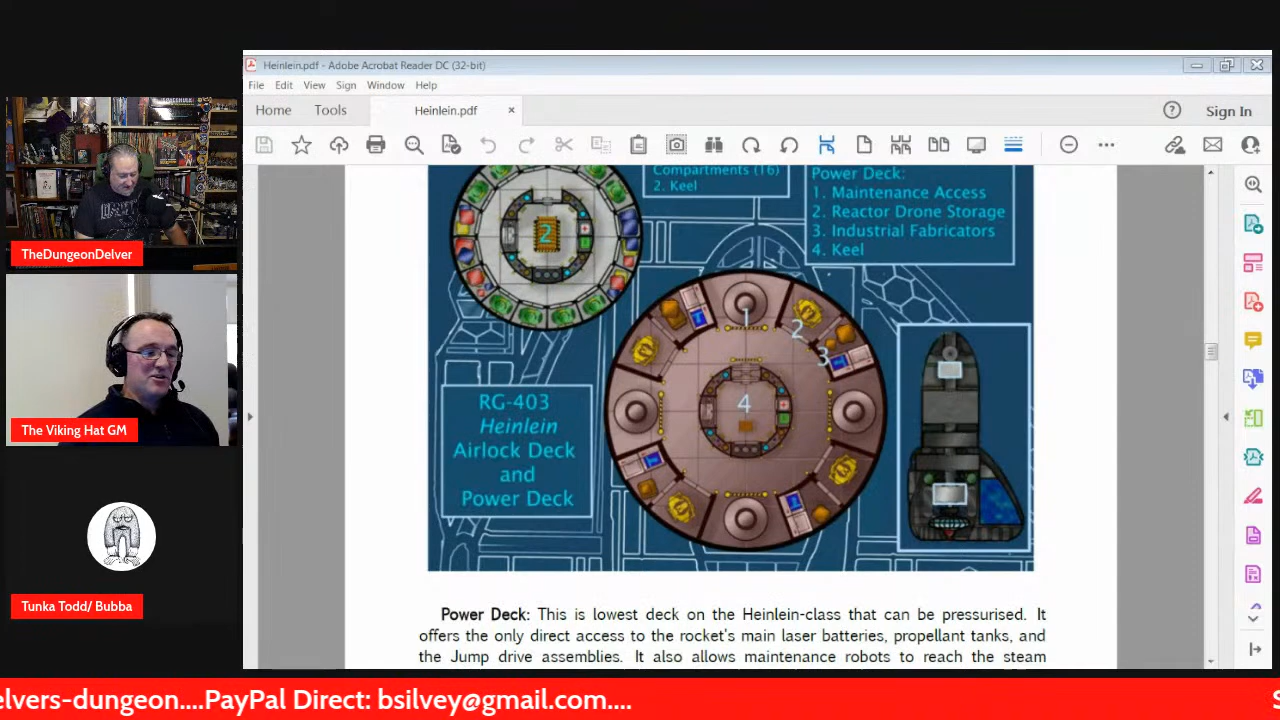 Heinlein.pdf - Adobe Acrobat Reader DC (32-bit)
File Edit View Sign Window Help
Home Tools Heinlein.pdf × Sign In
Compartments (16)
2. Keel
Power Deck:
1. Maintenance Access
2. Reactor Drone Storage
3. Industrial Fabricators
4. Keel
2
1
2
3
4
RG-403
Heinlein
Airlock Deck
and
Power Deck
Power Deck: This is lowest deck on the Heinlein-class that can be pressurised. It
offers the only direct access to the rocket's main laser batteries, propellant tanks, and
the Jump drive assemblies. It also allows maintenance robots to reach the steam
TheDungeonDelver
The Viking Hat GM
Tunka Todd/ Bubba
elvers-dungeon....PayPal Direct: bsilvey@gmail.com....